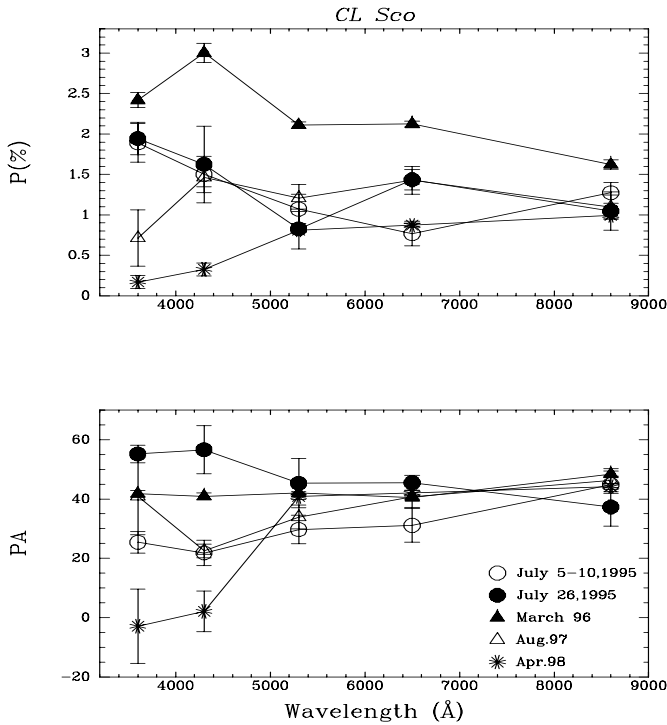 CL Sco
P(%)
3
2.5
2
1.5
1
0.5
0
4000 5000 6000 7000 8000 9000
PA
60
40
20
0
−20
July 5−10,1995
July 26,1995
March 96
Aug.97
Apr.98
4000 5000 6000 7000 8000 9000
Wavelength (Å)